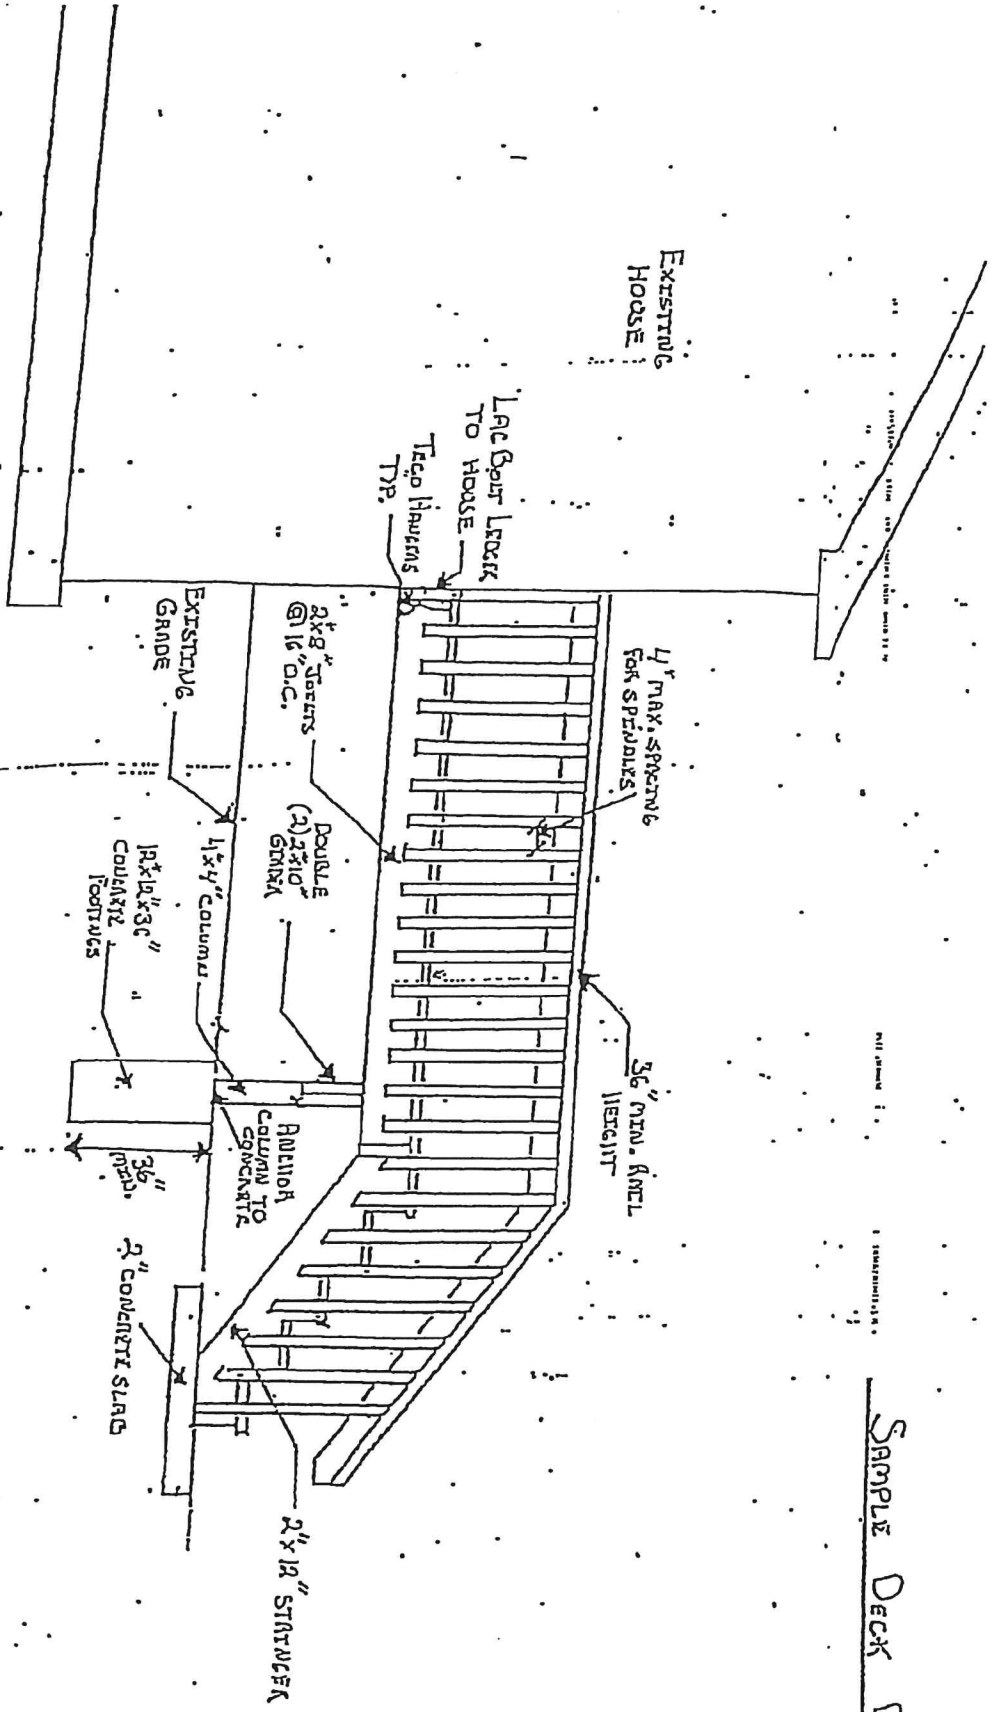 SAMPLE DECK
EXISTING
HOUSE
4" MAX. SPACING
FOR SPINDLES
36" MIN. RAIL
HEIGHT
LAG BOLT LEDGER
TO HOUSE
TECO HANGERS
TYP.
2"x8" JOISTS
@ 16" O.C.
DOUBLE
(2) 2"x10"
GIRDER
EXISTING
GRADE
4"x4" COLUMN
12"x12"x36"
CONCRETE
FOOTINGS
ANCHOR
COLUMN TO
CONCRETE
36"
MIN.
2" CONCRETE SLAB
2"x12" STRINGER